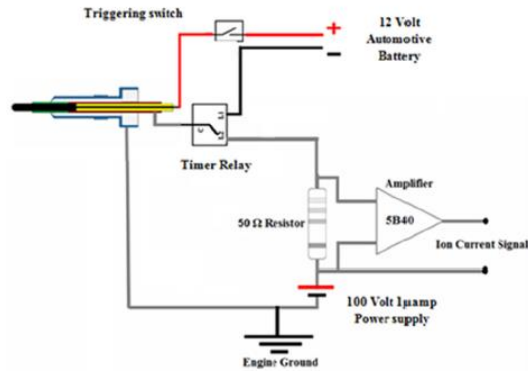 Triggering switch
+
12 Volt
Automotive
Battery
−
C
Timer Relay
Amplifier
50 Ω Resistor
5B40
Ion Current Signal
100 Volt 1µamp
Power supply
Engine Ground